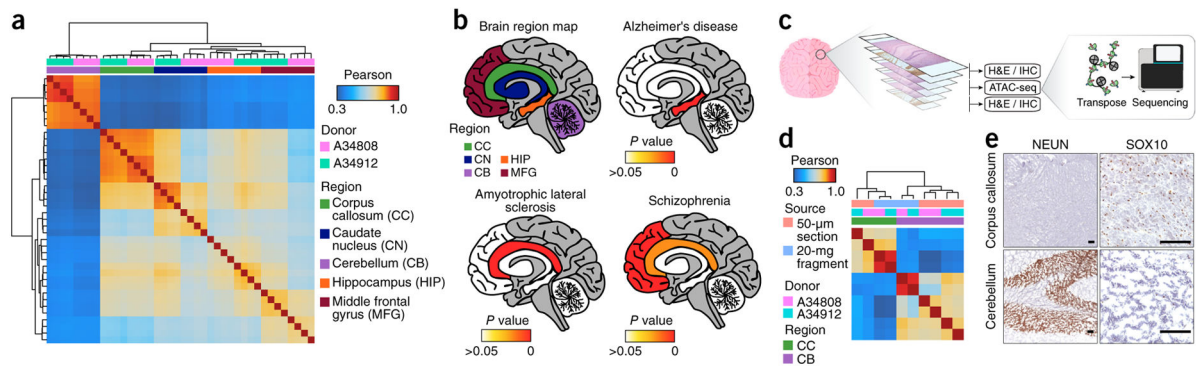 a
Pearson
0.3 1.0
Donor
A34808
A34912
Region
Corpus
callosum (CC)
Caudate
nucleus (CN)
Cerebellum (CB)
Hippocampus (HIP)
Middle frontal
gyrus (MFG)
b
Brain region map
Region
CC
CN
CB
HIP
MFG
Alzheimer's disease
P value
>0.05 0
Amyotrophic lateral
sclerosis
P value
>0.05 0
Schizophrenia
P value
>0.05 0
c
H&E / IHC
ATAC-seq
H&E / IHC
Transpose Sequencing
d
Pearson
0.3 1.0
Source
50-μm
section
20-mg
fragment
Donor
A34808
A34912
Region
CC
CB
e
NEUN SOX10
Corpus callosum
Cerebellum